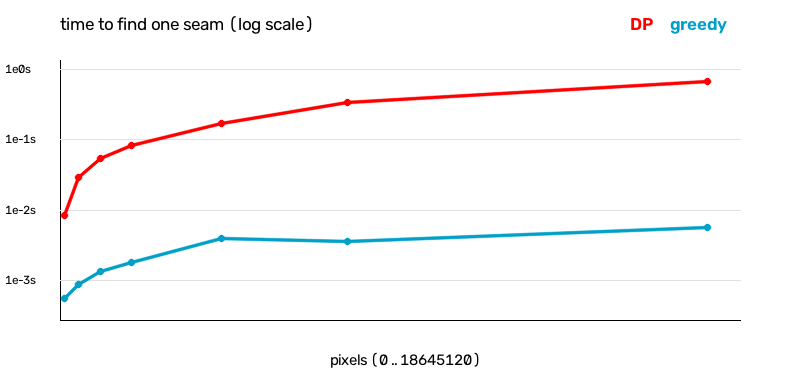 time to find one seam (log scale) DP greedy
1e0s
1e-1s
1e-2s
1e-3s
pixels (0..18645120)